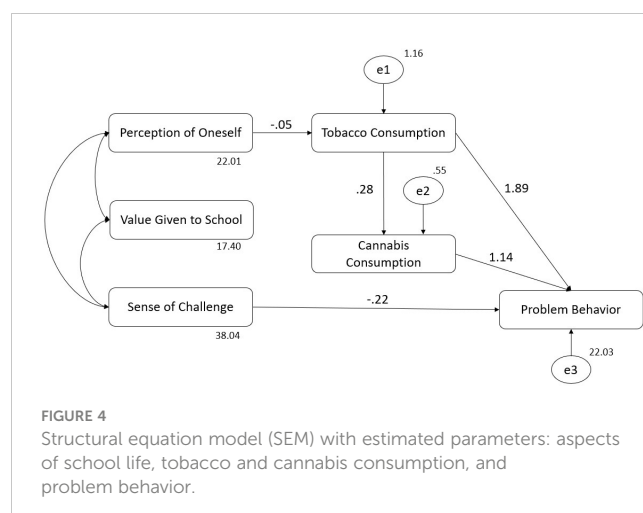 1.16
e1
-.05
Perception of Oneself
Tobacco Consumption
22.01
.55
.28
e2
1.89
Value Given to School
17.40
Cannabis
Consumption
1.14
Sense of Challenge
-.22
Problem Behavior
38.04
22.03
e3
FIGURE 4
Structural equation model (SEM) with estimated parameters: aspects
of school life, tobacco and cannabis consumption, and
problem behavior.